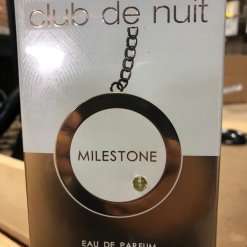 club de nuit
MILESTONE
EAU DE PARFUM